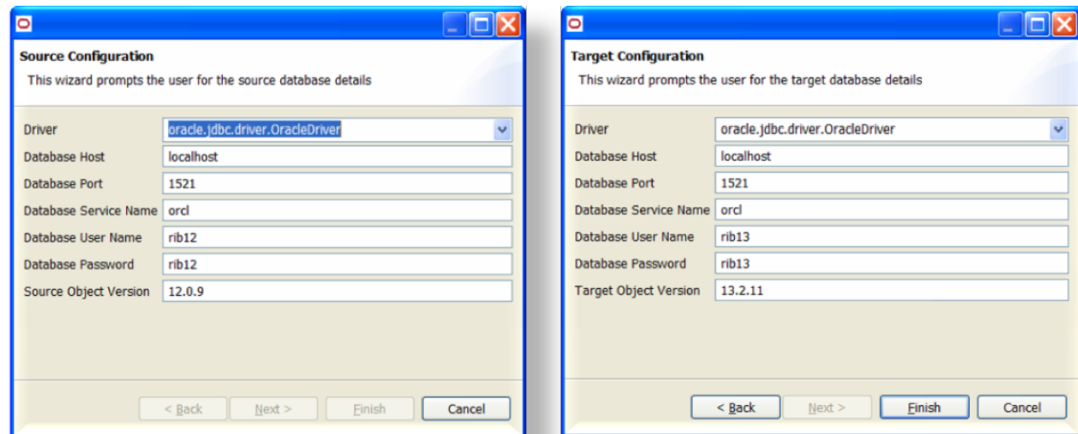 Source Configuration
This wizard prompts the user for the source database details
Driver oracle.jdbc.driver.OracleDriver
Database Host localhost
Database Port 1521
Database Service Name orcl
Database User Name rib12
Database Password rib12
Source Object Version 12.0.9
< Back Next > Finish Cancel
Target Configuration
This wizard prompts the user for the target database details
Driver oracle.jdbc.driver.OracleDriver
Database Host localhost
Database Port 1521
Database Service Name orcl
Database User Name rib13
Database Password rib13
Target Object Version 13.2.11
< Back Next > Finish Cancel